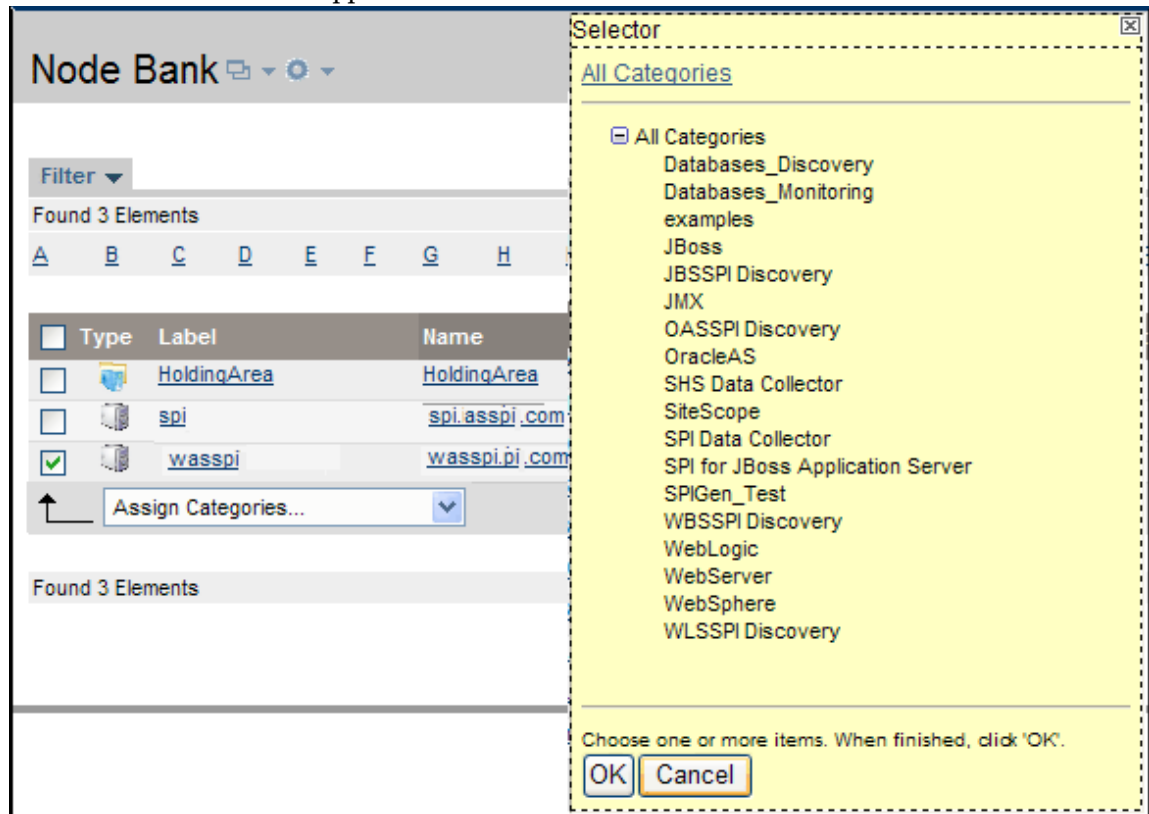 Node Bank
Filter
Found 3 Elements
A B C D E F G H
Type Label Name
HoldingArea HoldingArea
spi spi.asspi.com
wasspi wasspi.pi.com
Assign Categories...
Found 3 Elements
Selector
All Categories
All Categories
Databases_Discovery
Databases_Monitoring
examples
JBoss
JBSSPI Discovery
JMX
OASSPI Discovery
OracleAS
SHS Data Collector
SiteScope
SPI Data Collector
SPI for JBoss Application Server
SPIGen_Test
WBSSPI Discovery
WebLogic
WebServer
WebSphere
WLSSPI Discovery
Choose one or more items. When finished, click 'OK'.
OK Cancel